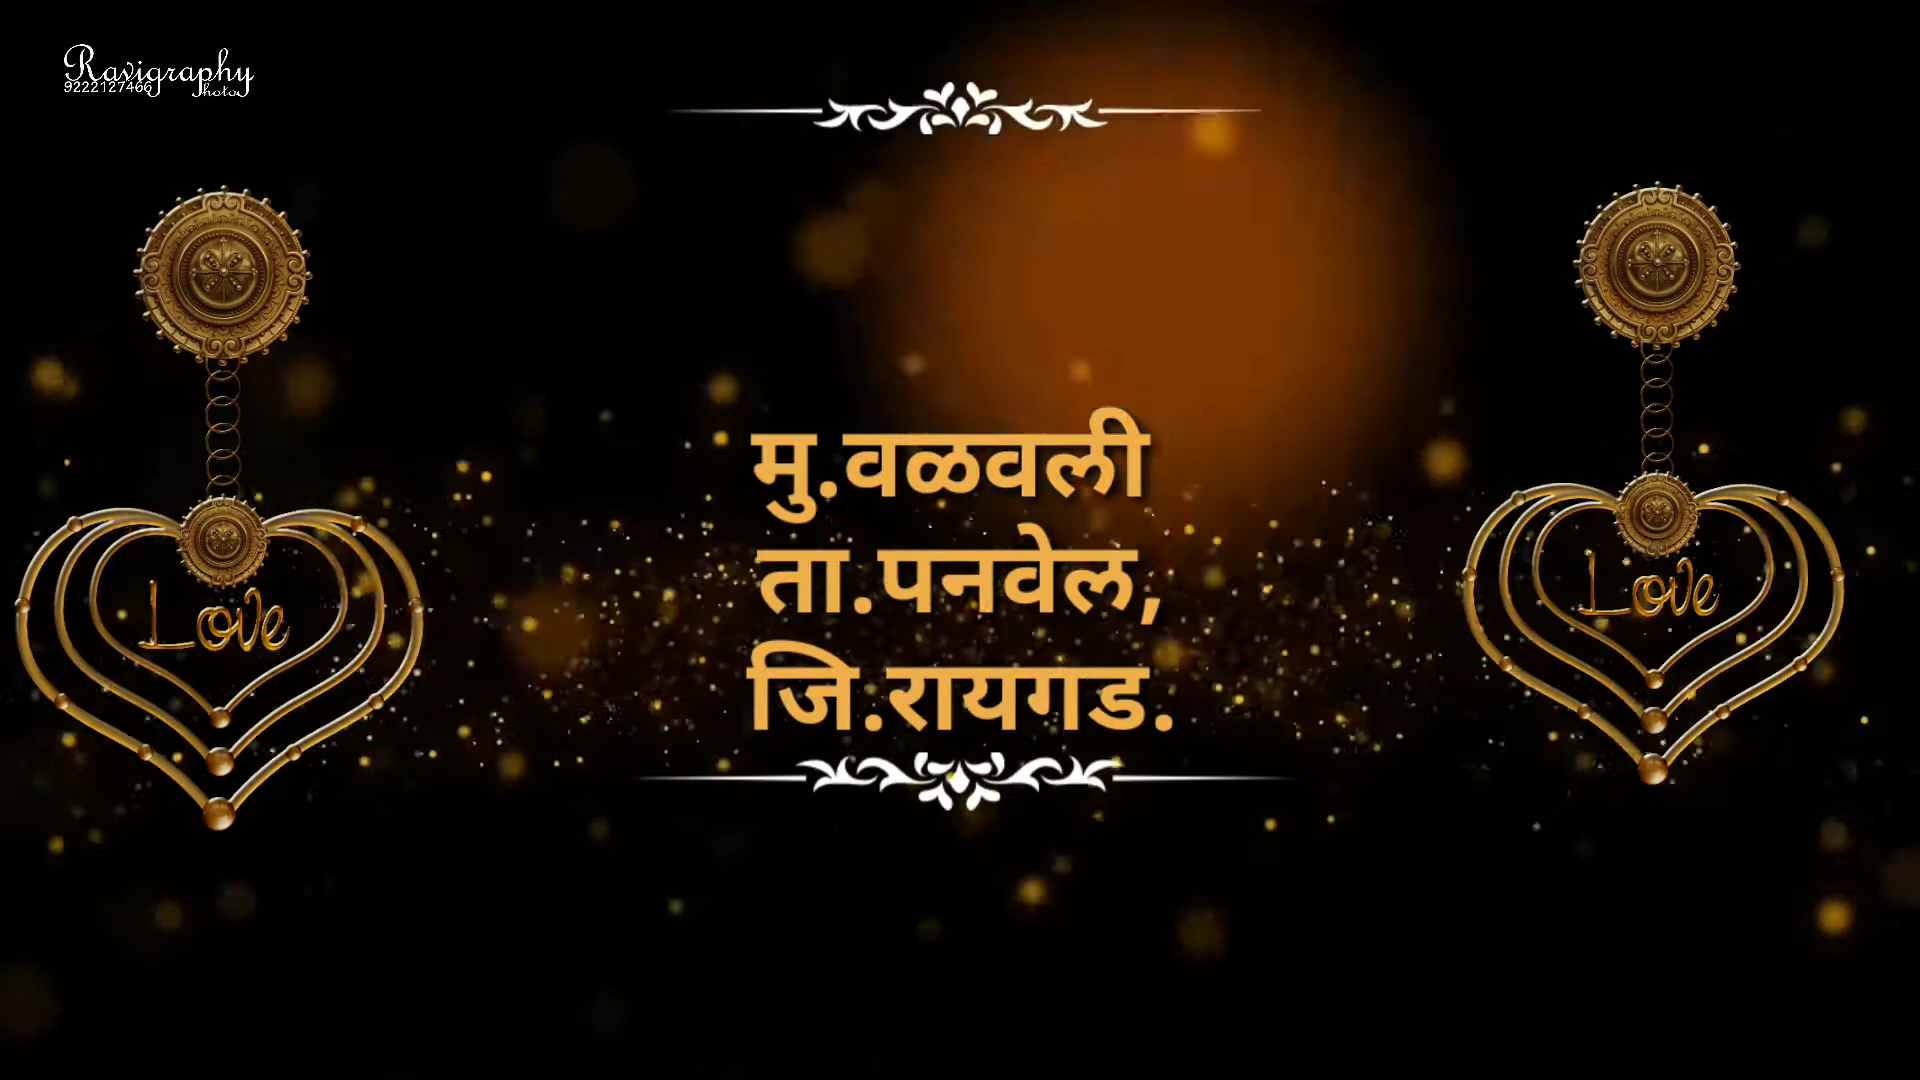 Ravigraphy
9222127466 Photo
मु.वळवली
ता.पनवेल,
जि.रायगड.
Love
Love